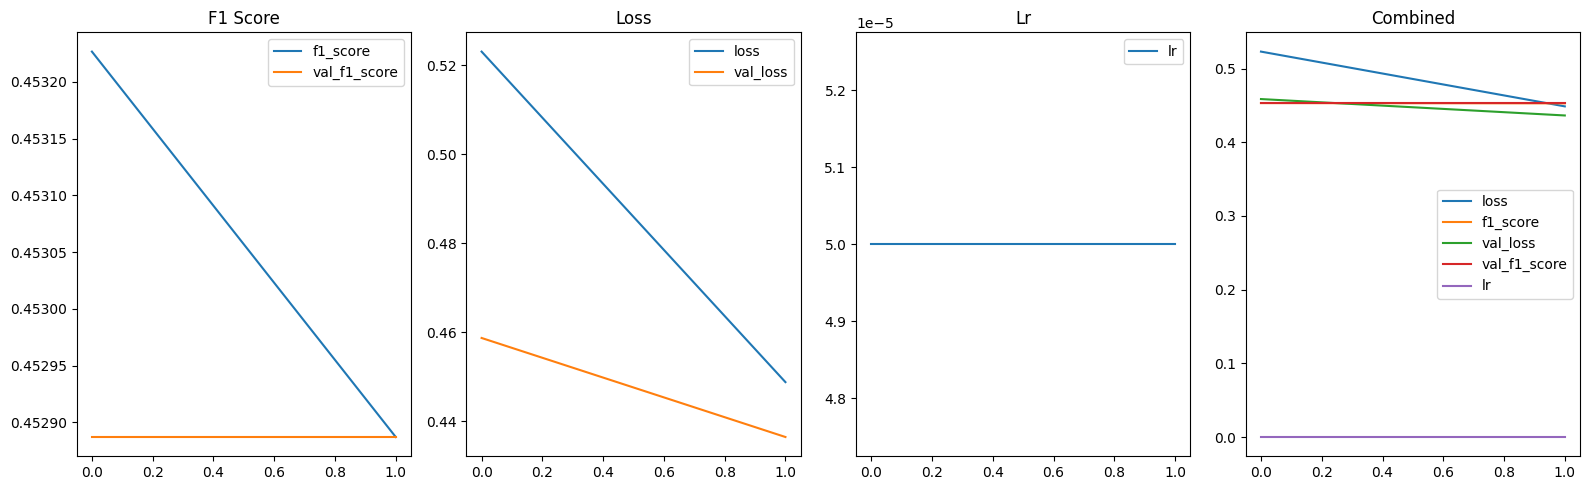 F1 Score
f1_score
val_f1_score
0.45320
0.45315
0.45310
0.45305
0.45300
0.45295
0.45290
0.0 0.2 0.4 0.6 0.8 1.0
Loss
loss
val_loss
0.52
0.50
0.48
0.46
0.44
0.0 0.2 0.4 0.6 0.8 1.0
Lr
1e−5
lr
5.2
5.1
5.0
4.9
4.8
0.0 0.2 0.4 0.6 0.8 1.0
Combined
0.5
0.4
0.3
0.2
0.1
0.0
loss
f1_score
val_loss
val_f1_score
lr
0.0 0.2 0.4 0.6 0.8 1.0